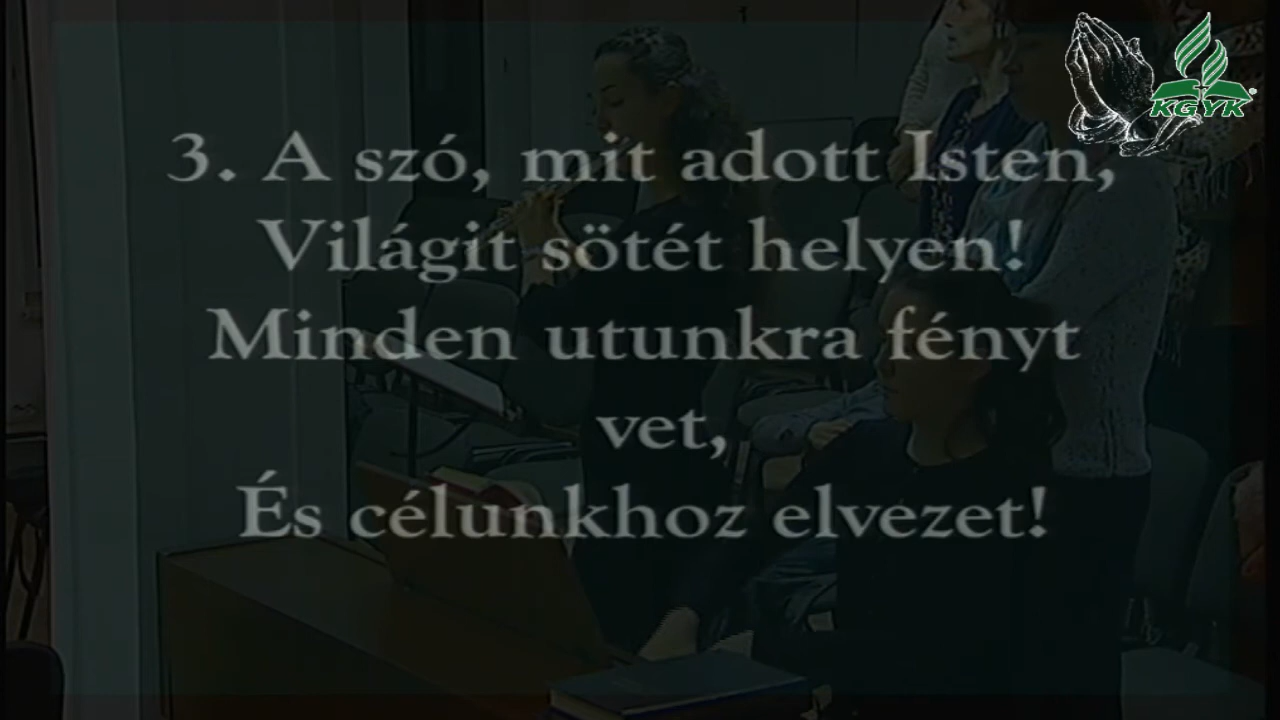 KGYK
3. A szó, mit adott Isten,
Világit sötét helyen!
Minden utunkra fényt
vet,
És célunkhoz elvezet!